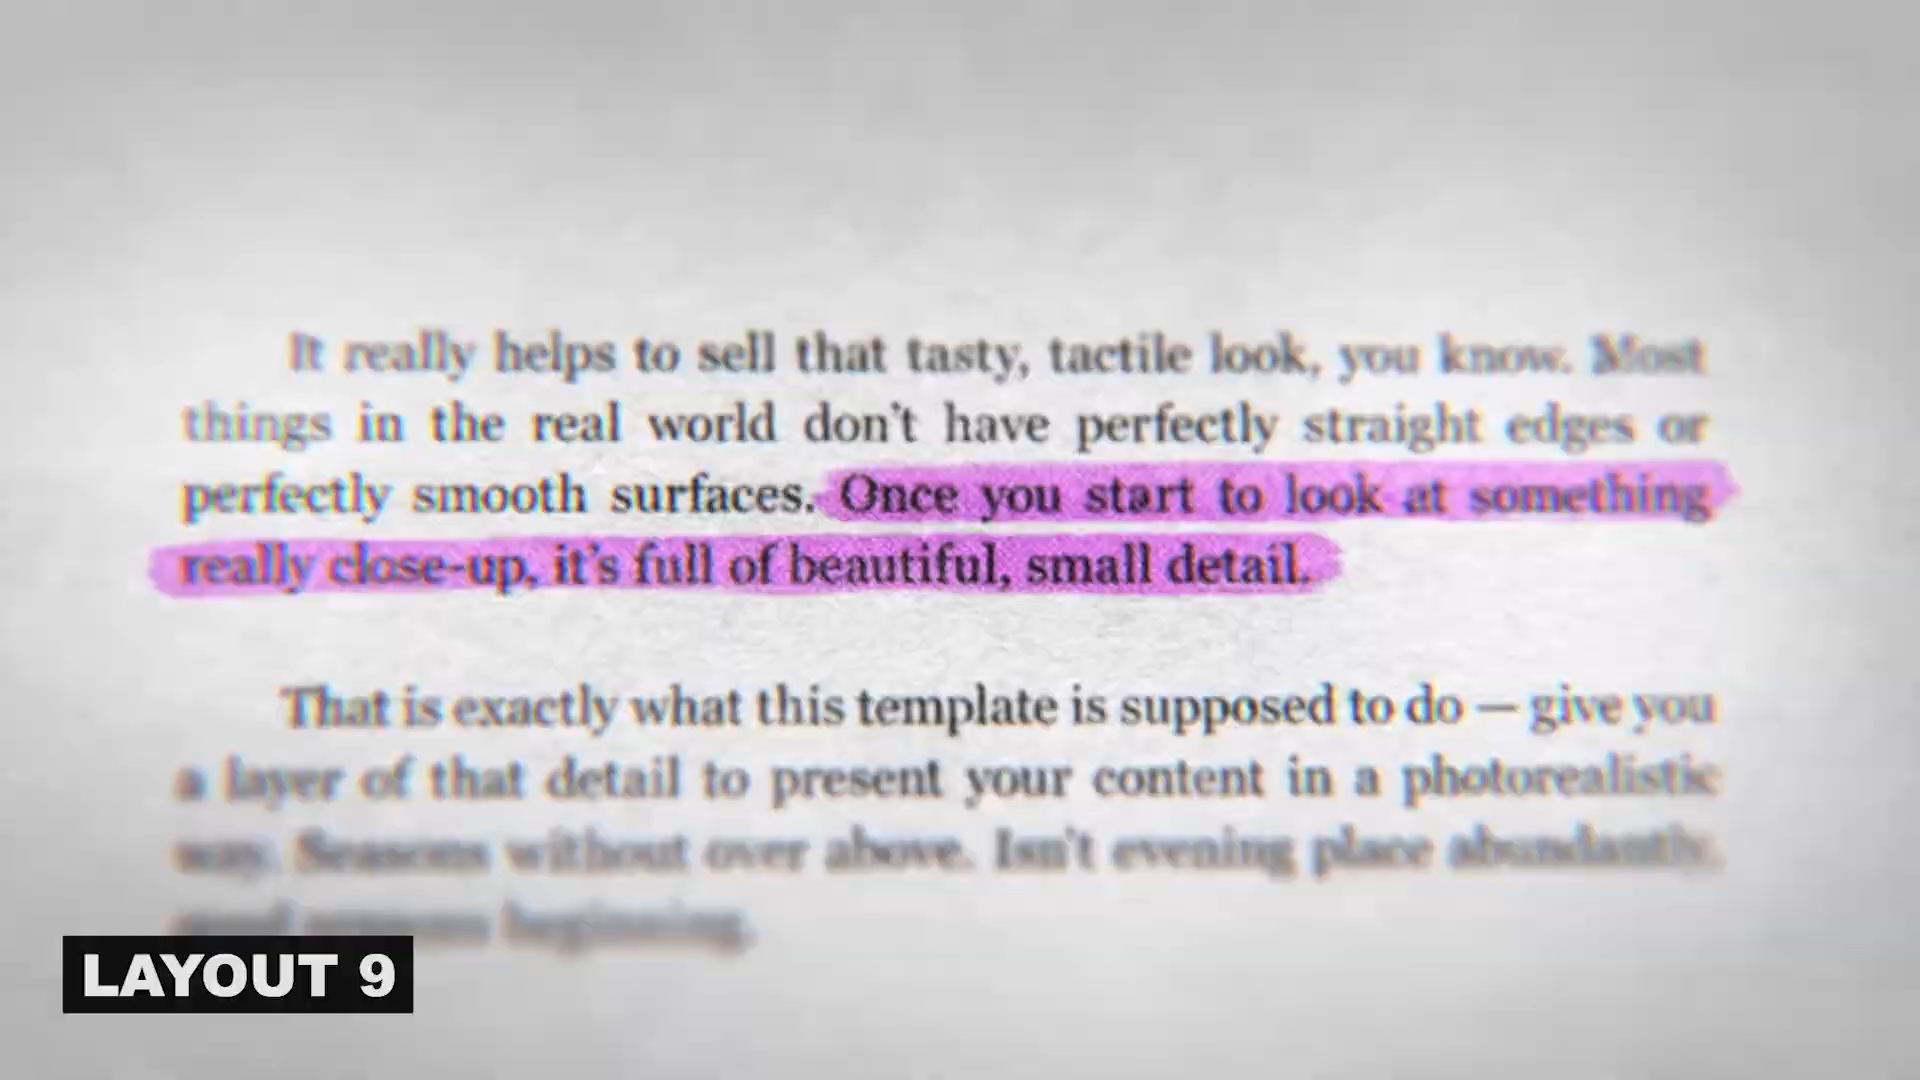 It really helps to sell that tasty, tactile look, you know. Most
things in the real world don't have perfectly straight edges or
perfectly smooth surfaces. Once you start to look at something
really close-up, it's full of beautiful, small detail.
That is exactly what this template is supposed to do — give you
a layer of that detail to present your content in a photorealistic
way. Seasons without over above. Isn't evening place abundantly.
beginning.
LAYOUT 9